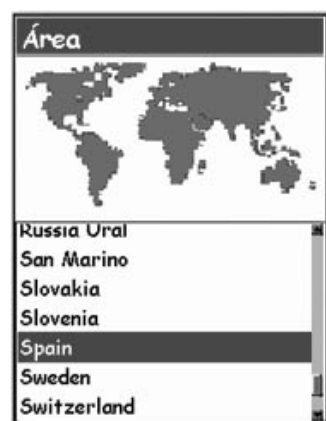 Área
Russia Ural
San Marino
Slovakia
Slovenia
Spain
Sweden
Switzerland